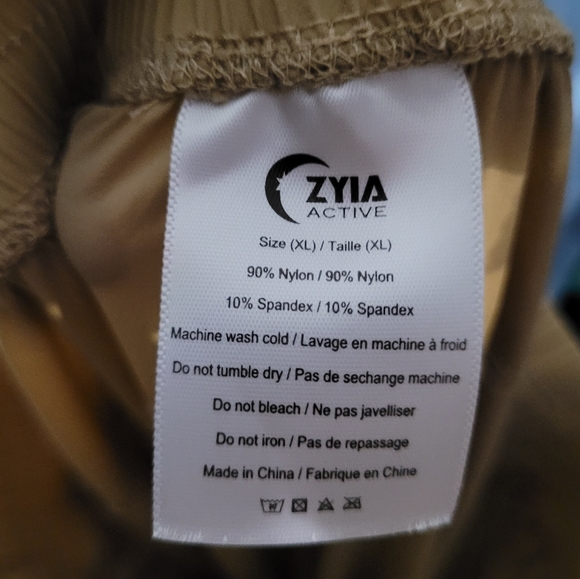 ZYIA
ACTIVE
Size (XL) / Taille (XL)
90% Nylon / 90% Nylon
10% Spandex / 10% Spandex
Machine wash cold / Lavage en machine à froid
Do not tumble dry / Pas de sechange machine
Do not bleach / Ne pas javelliser
Do not iron / Pas de repassage
Made in China / Fabrique en Chine